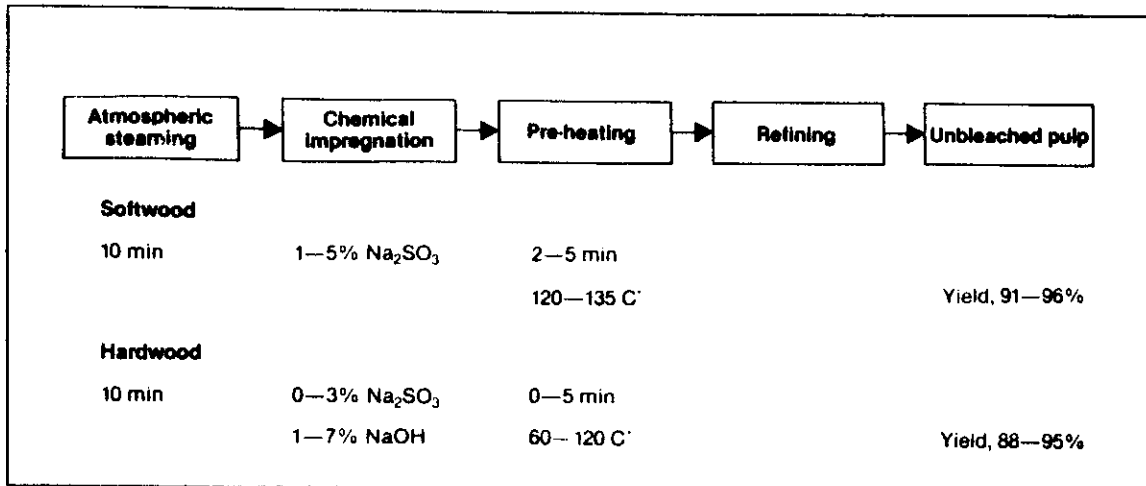 Atmospheric
steaming
Chemical
impregnation
Pre-heating
Refining
Unbleached pulp
Softwood
10 min
1—5% Na₂SO₃
2—5 min
120—135 C·
Yield, 91—96%
Hardwood
10 min
0—3% Na₂SO₃
0—5 min
1—7% NaOH
60—120 C·
Yield, 88—95%